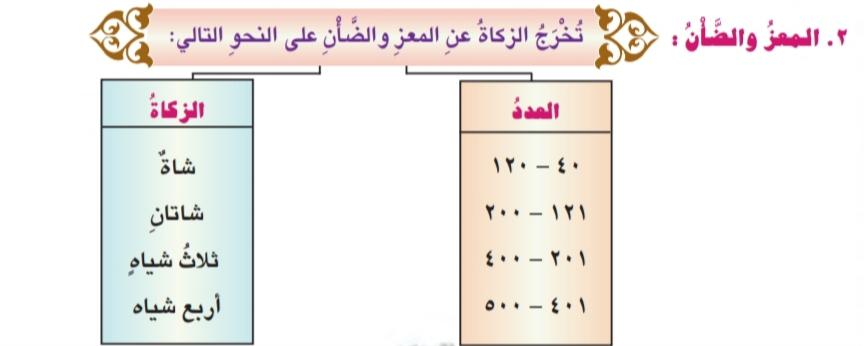 ٢. المعزُ والضَّأْنُ :
تُخْرَجُ الزكاةُ عنِ المعزِ والضَّأْنِ على النحوِ التالي:
العددُ
الزكاةُ
٤٠ – ١٢٠
شاةٌ
١٢١ – ٢٠٠
شاتانِ
٢٠١ – ٤٠٠
ثلاثُ شياهٍ
٤٠١ – ٥٠٠
أربع شياه